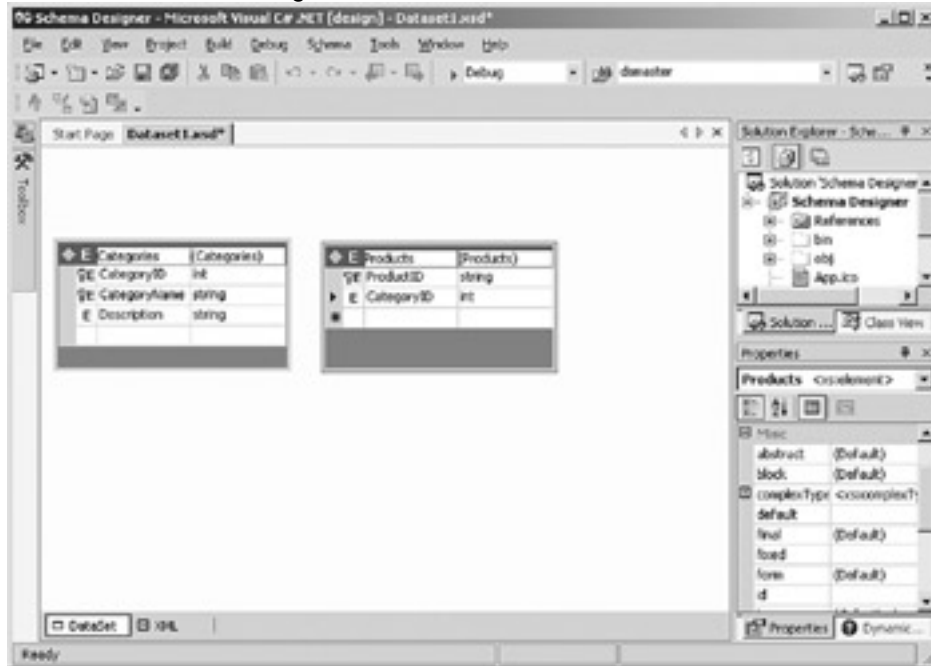 Schema Designer - Microsoft Visual C# .NET [design] - Dataset1.xsd*
File Edit View Project Build Debug Schema Tools Window Help
Debug
dsmaster
Start Page Dataset1.xsd*
Toolbox
E Categories (Categories)
E CategoryID int
E CategoryName string
E Description string
E Products (Products)
E ProductID string
E CategoryID int
DataSet XML
Ready
Solution Explorer - Sche...
Solution 'Schema Designer
Schema Designer
References
bin
obj
App.ico
Solution ... Class View
Properties
Products <xs:element>
Misc
abstract (Default)
block (Default)
complexType <xs:complexTy
default
final (Default)
fixed
form (Default)
id
Properties Dynamic...